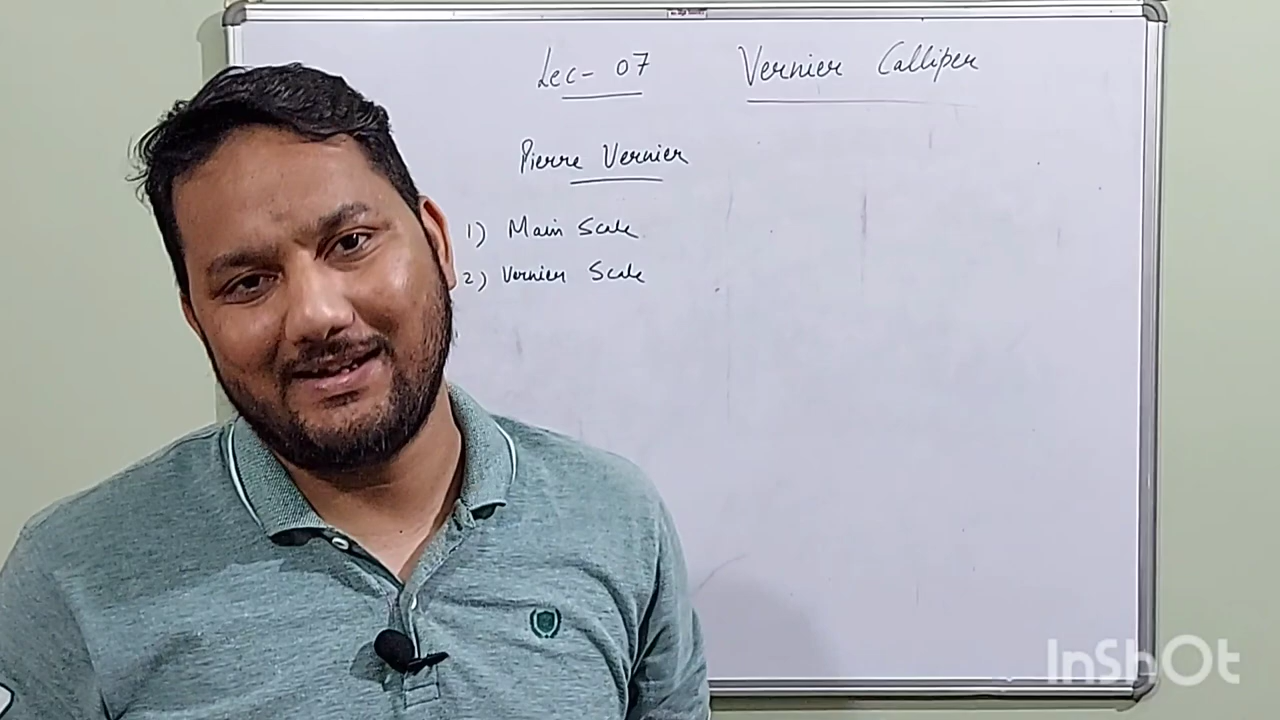 Lec- 07
Vernier Calliper
Pierre Vernier
1) Main Scale
2) Vernier Scale
InShOt